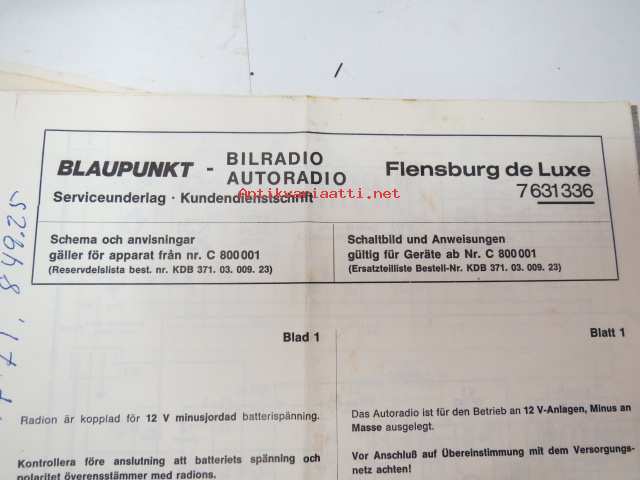 BLAUPUNKT - BILRADIO
AUTORADIO
Flensburg de Luxe
7 631 336
Serviceunderlag · Kundendienstschrift
Antikvariaatti.net
Schema och anvisningar
gäller för apparat från nr. C 800 001
(Reservdelslista best. nr. KDB 371. 03. 009. 23)
Schaltbild und Anweisungen
gültig für Geräte ab Nr. C 800 001
(Ersatzteilliste Bestell-Nr. KDB 371. 03. 009. 23)
Blad 1
Radion är kopplad för 12 V minusjordad batterispänning.
Kontrollera före anslutning att batteriets spänning och
polaritet överensstämmer med radions.
Blatt 1
Das Autoradio ist für den Betrieb an 12 V-Anlagen, Minus an
Masse ausgelegt.
Vor Anschluß auf Übereinstimmung mit dem Versorgungs-
netz achten!
849.25